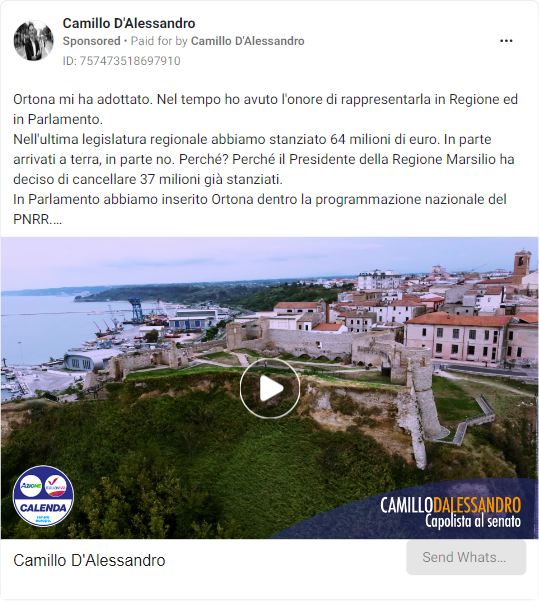 Camillo D'Alessandro
Sponsored • Paid for by Camillo D'Alessandro
ID: 757473518697910
Ortona mi ha adottato. Nel tempo ho avuto l'onore di rappresentarla in Regione ed
in Parlamento.
Nell'ultima legislatura regionale abbiamo stanziato 64 milioni di euro. In parte
arrivati a terra, in parte no. Perché? Perché il Presidente della Regione Marsilio ha
deciso di cancellare 37 milioni già stanziati.
In Parlamento abbiamo inserito Ortona dentro la programmazione nazionale del
PNRR.…
AZIONE
CALENDA
CAMILLODALESSANDRO
Capolista al senato
Camillo D'Alessandro
Send Whats...